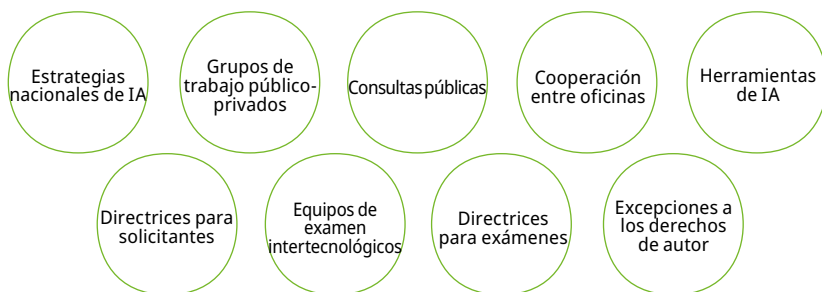 Estrategias
nacionales de IA
Grupos de
trabajo público-
privados
Consultas públicas
Cooperación
entre oficinas
Herramientas
de IA
Directrices para
solicitantes
Equipos de
examen
intertecnológicos
Directrices
para exámenes
Excepciones a
los derechos
de autor